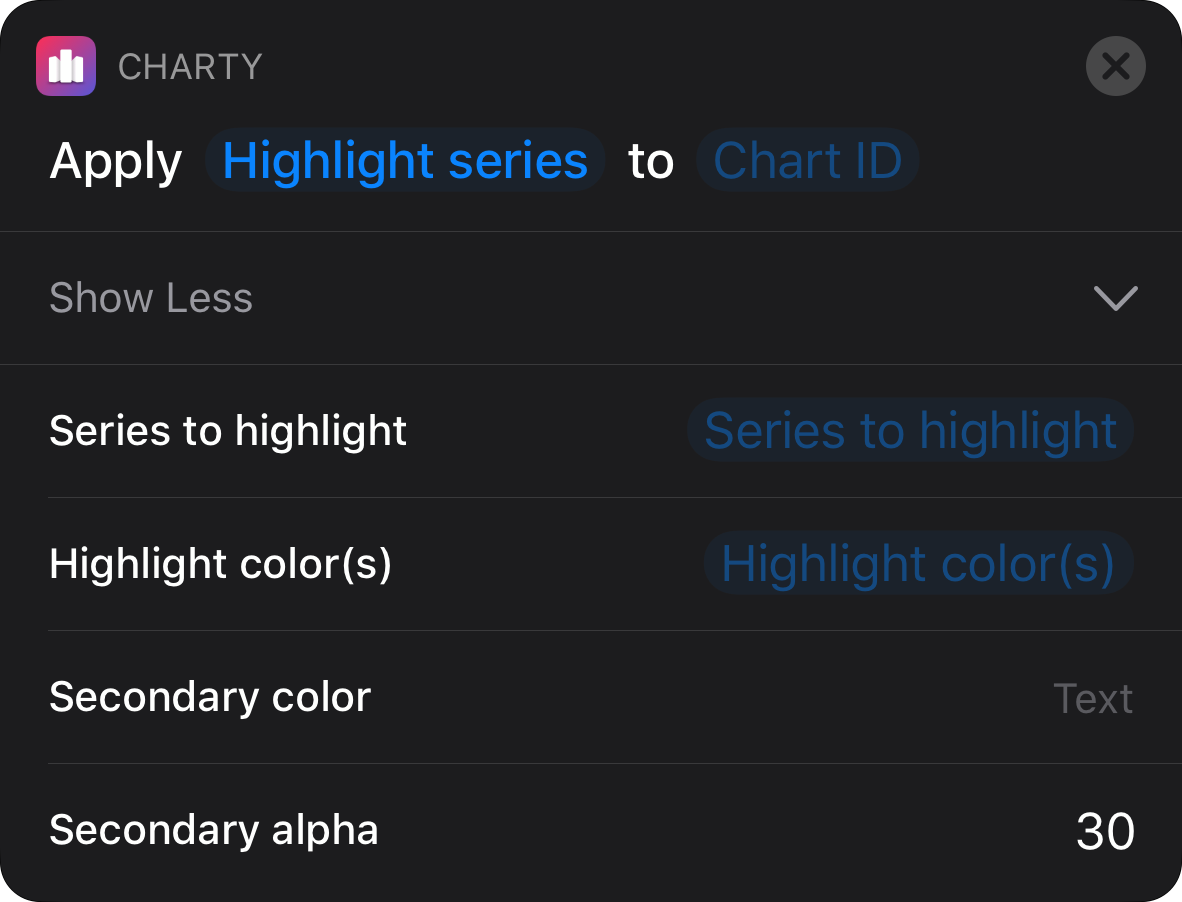 CHARTY
Apply Highlight series to Chart ID
Show Less
Series to highlight Series to highlight
Highlight color(s) Highlight color(s)
Secondary color Text
Secondary alpha 30